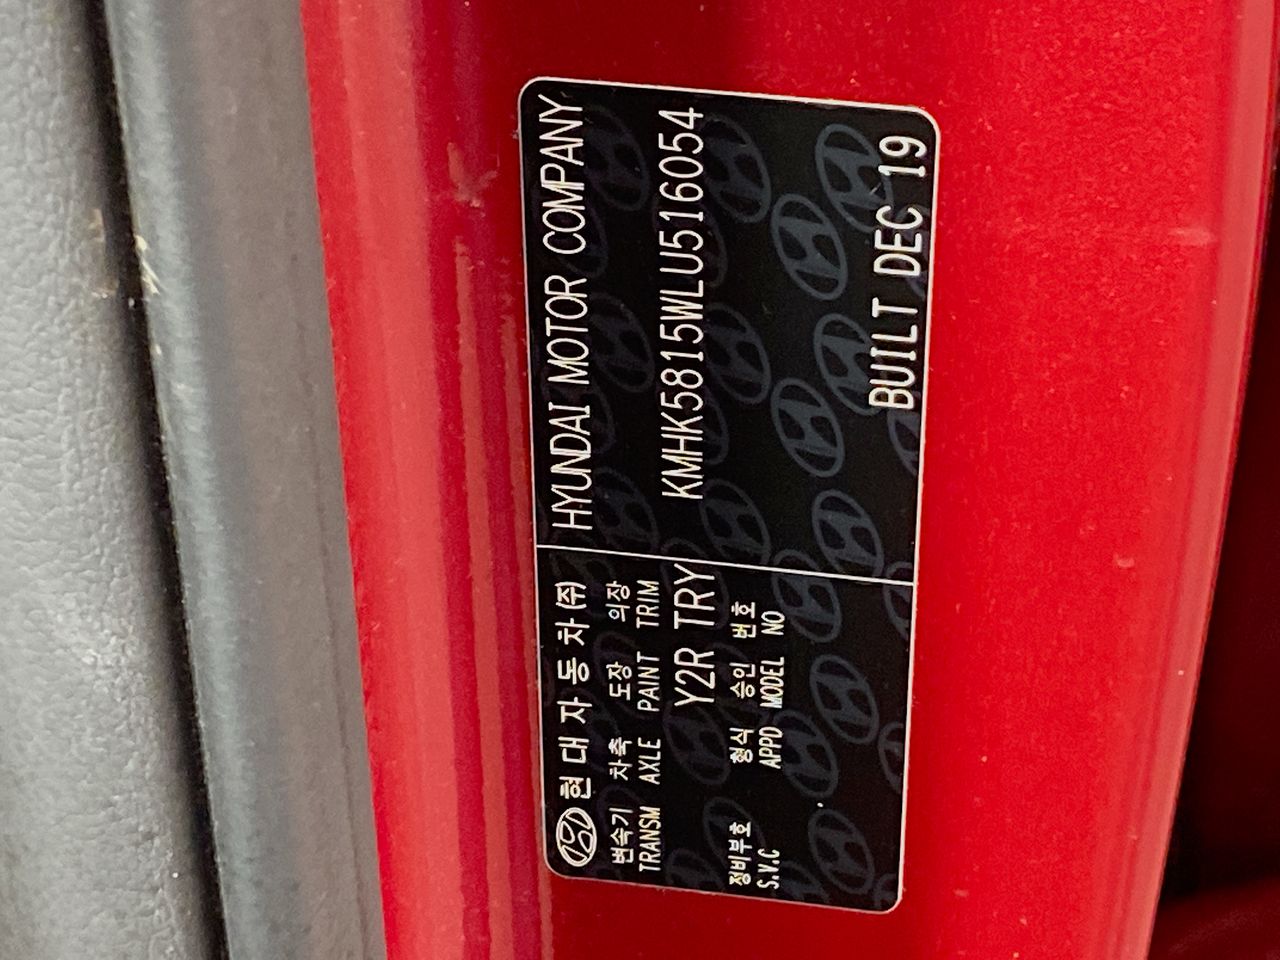 현대자동차(주)
변속기 차축 도장 의장
TRANSM AXLE PAINT TRIM
Y2R TRY
정비부호 형식 승인 번호
S.V.C APPD MODEL NO
HYUNDAI MOTOR COMPANY
KMHK5815WLU516054
BUILT DEC 19